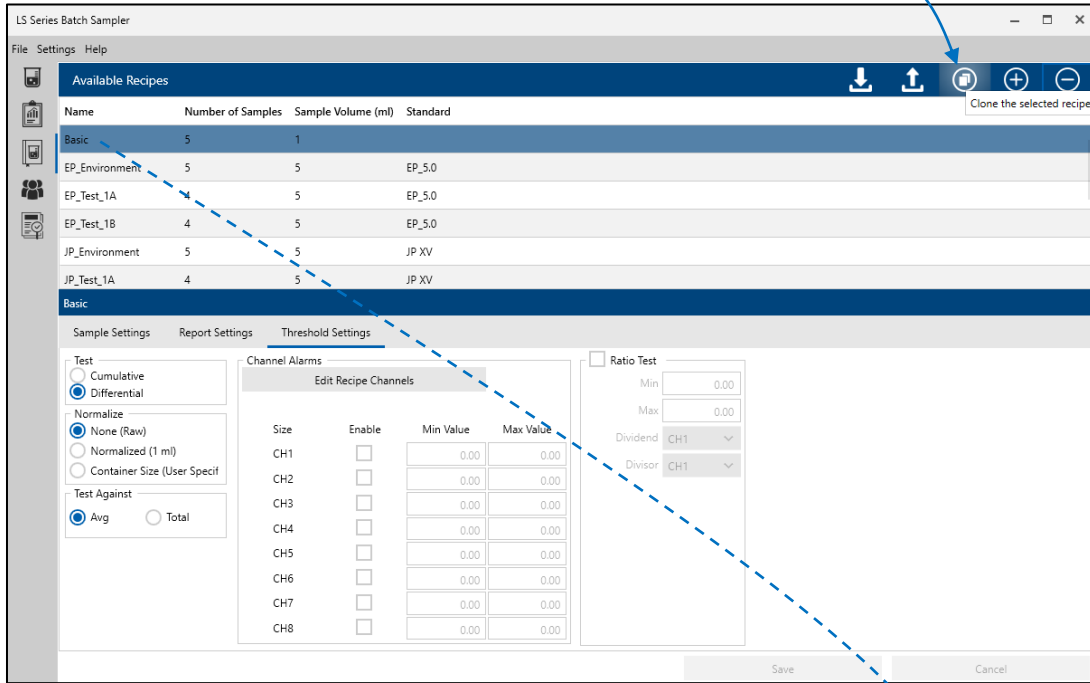 LS Series Batch Sampler
File Settings Help
Available Recipes
Clone the selected recipe
Name Number of Samples Sample Volume (ml) Standard
Basic 5 1
EP_Environment 5 5 EP_5.0
EP_Test_1A 4 5 EP_5.0
EP_Test_1B 4 5 EP_5.0
JP_Environment 5 5 JP XV
JP_Test_1A 4 5 JP XV
Basic
Sample Settings Report Settings Threshold Settings
Test
Cumulative
Differential
Normalize
None (Raw)
Normalized (1 ml)
Container Size (User Specif
Test Against
Avg Total
Channel Alarms
Edit Recipe Channels
Size Enable Min Value Max Value
CH1 0.00 0.00
CH2 0.00 0.00
CH3 0.00 0.00
CH4 0.00 0.00
CH5 0.00 0.00
CH6 0.00 0.00
CH7 0.00 0.00
CH8 0.00 0.00
Ratio Test
Min 0.00
Max 0.00
Dividend CH1
Divisor CH1
Save Cancel